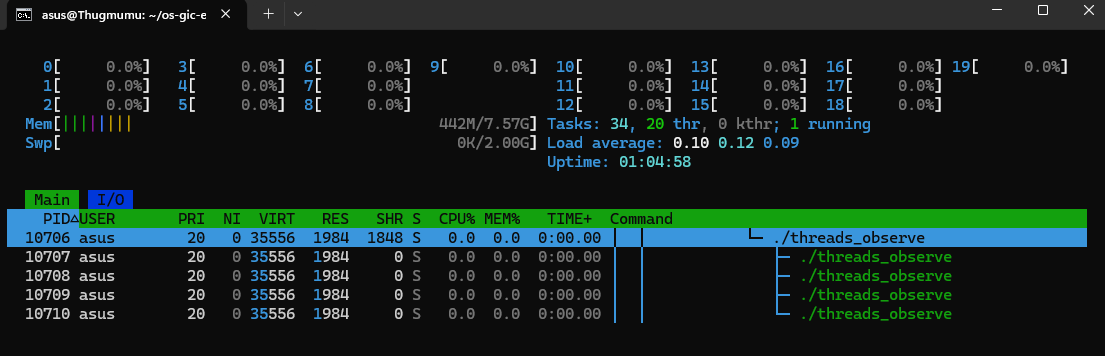 asus@Thugmumu: ~/os-gic-e
0[ 0.0%] 3[ 0.0%] 6[ 0.0%] 9[ 0.0%] 10[ 0.0%] 13[ 0.0%] 16[ 0.0%] 19[ 0.0%]
1[ 0.0%] 4[ 0.0%] 7[ 0.0%] 11[ 0.0%] 14[ 0.0%] 17[ 0.0%]
2[ 0.0%] 5[ 0.0%] 8[ 0.0%] 12[ 0.0%] 15[ 0.0%] 18[ 0.0%]
Mem[||||||||| 442M/7.57G] Tasks: 34, 20 thr, 0 kthr; 1 running
Swp[ 0K/2.00G] Load average: 0.10 0.12 0.09
Uptime: 01:04:58
Main I/O
PID△USER PRI NI VIRT RES SHR S CPU% MEM% TIME+ Command
10706 asus 20 0 35556 1984 1848 S 0.0 0.0 0:00.00 │ │ └─ ./threads_observe
10707 asus 20 0 35556 1984 0 S 0.0 0.0 0:00.00 │ │ ├─ ./threads_observe
10708 asus 20 0 35556 1984 0 S 0.0 0.0 0:00.00 │ │ ├─ ./threads_observe
10709 asus 20 0 35556 1984 0 S 0.0 0.0 0:00.00 │ │ ├─ ./threads_observe
10710 asus 20 0 35556 1984 0 S 0.0 0.0 0:00.00 │ │ └─ ./threads_observe